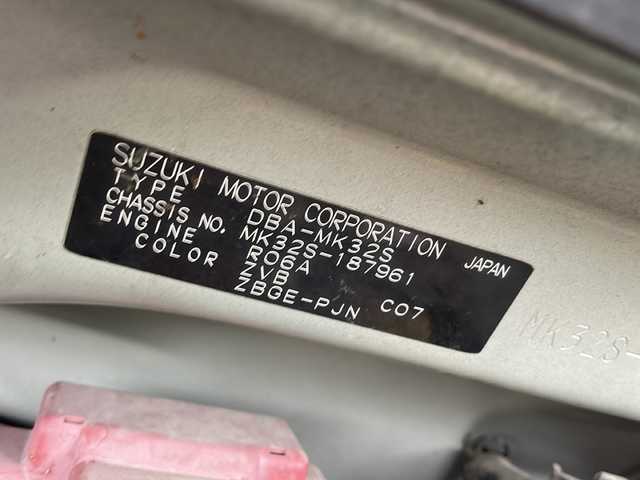 SUZUKI MOTOR CORPORATION
JAPAN
TYPE DBA-MK32S
CHASSIS NO. MK32S-187961
ENGINE R06A
COLOR ZVB
ZBGE-PJN C07
MK32S-